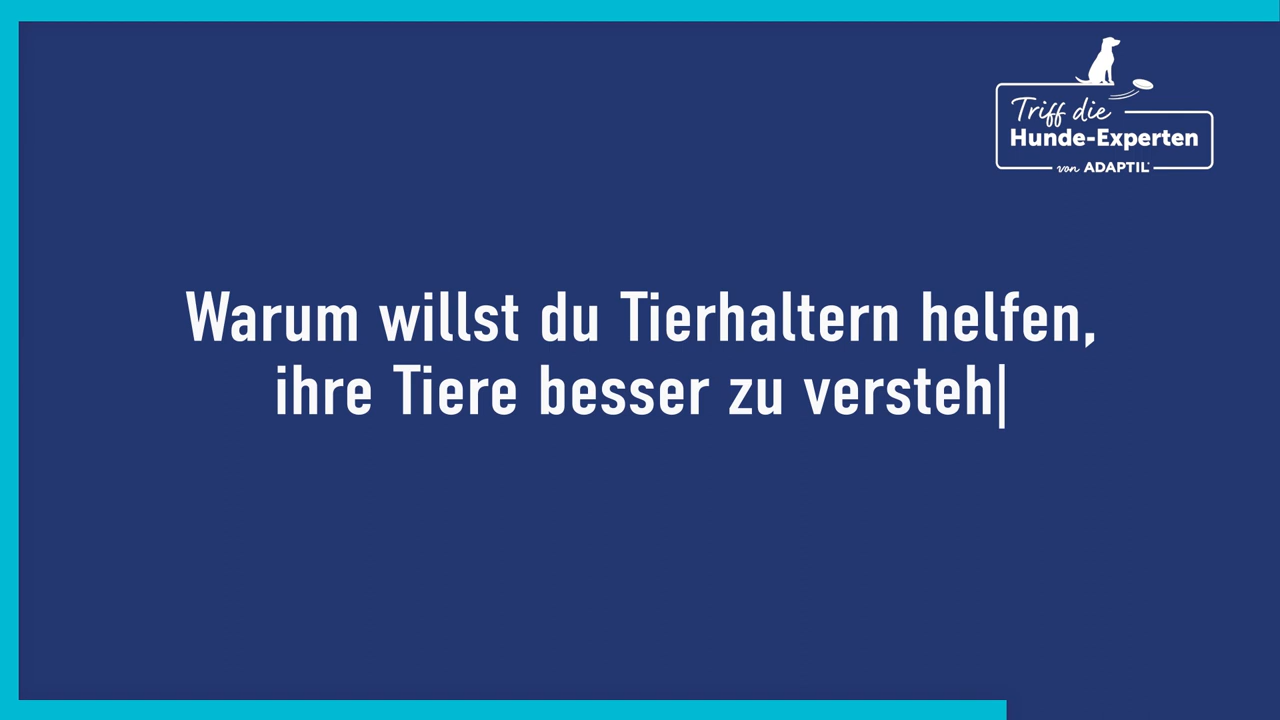 Triff die
Hunde-Experten
von ADAPTIL
Warum willst du Tierhaltern helfen,
ihre Tiere besser zu versteh|